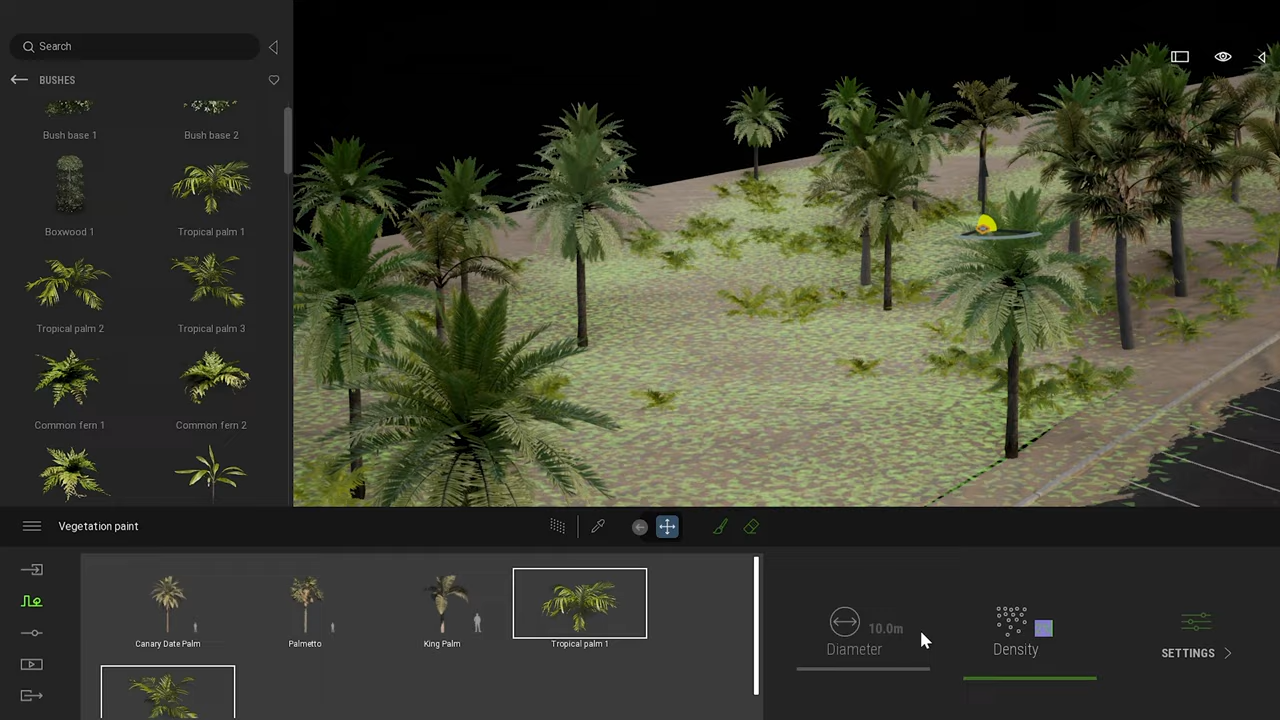 Search
BUSHES
Bush base 1
Bush base 2
Boxwood 1
Tropical palm 1
Tropical palm 2
Tropical palm 3
Common fern 1
Common fern 2
Vegetation paint
Canary Date Palm
Palmetto
King Palm
Tropical palm 1
10.0m
Diameter
Density
SETTINGS